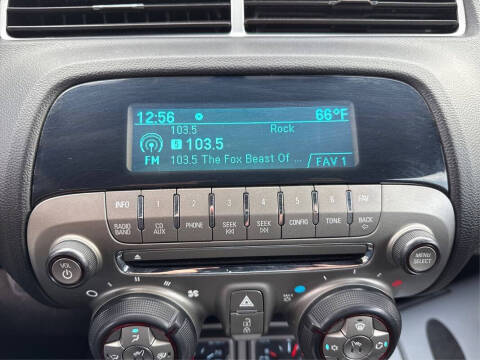 12:56 66°F
103.5 Rock
5 103.5
FM 103.5 The Fox Beast Of ... FAV 1
INFO 1 2 3 4 5 6 FAV
RADIO BAND CD AUX PHONE SEEK SEEK CONFIG TONE BACK
VOL
MENU SELECT